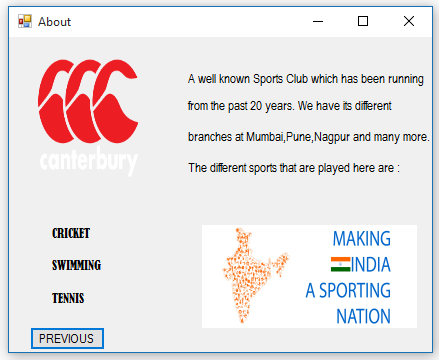 About
A well known Sports Club which has been running
from the past 20 years. We have its different
branches at Mumbai,Pune,Nagpur and many more.
The different sports that are played here are :
canterbury
CRICKET
SWIMMING
TENNIS
MAKING
INDIA
A SPORTING
NATION
PREVIOUS